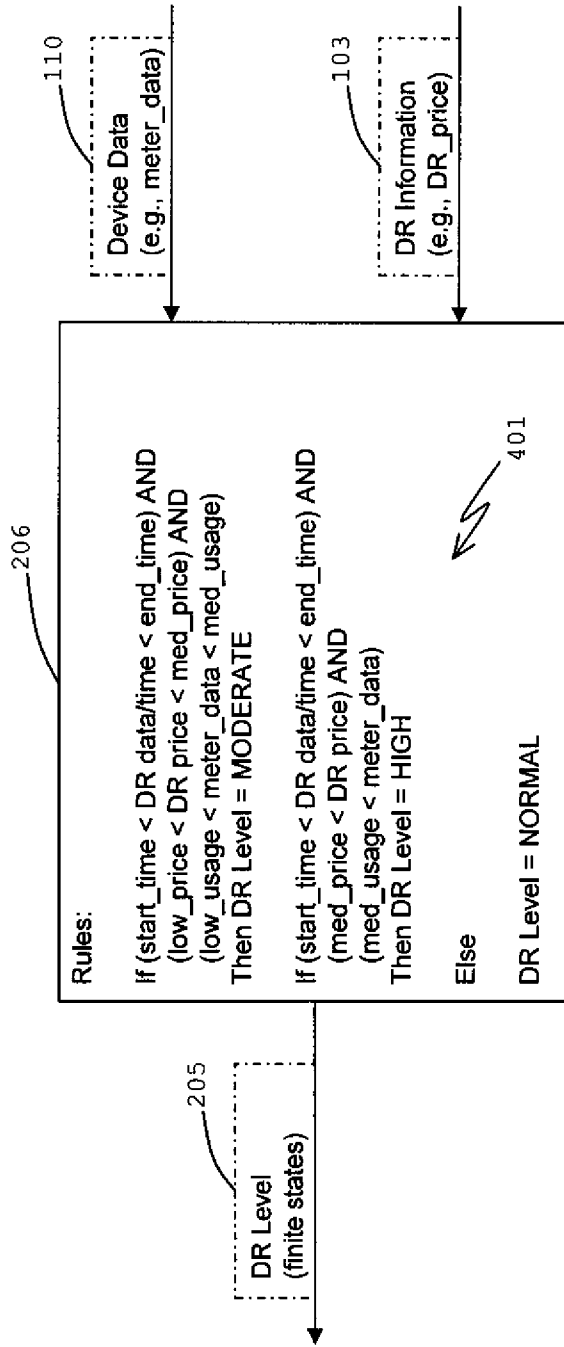 206
Rules:
If (start_time < DR data/time < end_time) AND
(low_price < DR price < med_price) AND
(low_usage < meter_data < med_usage)
Then DR Level = MODERATE
If (start_time < DR data/time < end_time) AND
(med_price < DR price) AND
(med_usage < meter_data)
Then DR Level = HIGH
Else
DR Level = NORMAL
401
205
DR Level
(finite states)
110
Device Data
(e.g., meter_data)
103
DR Information
(e.g., DR_price)